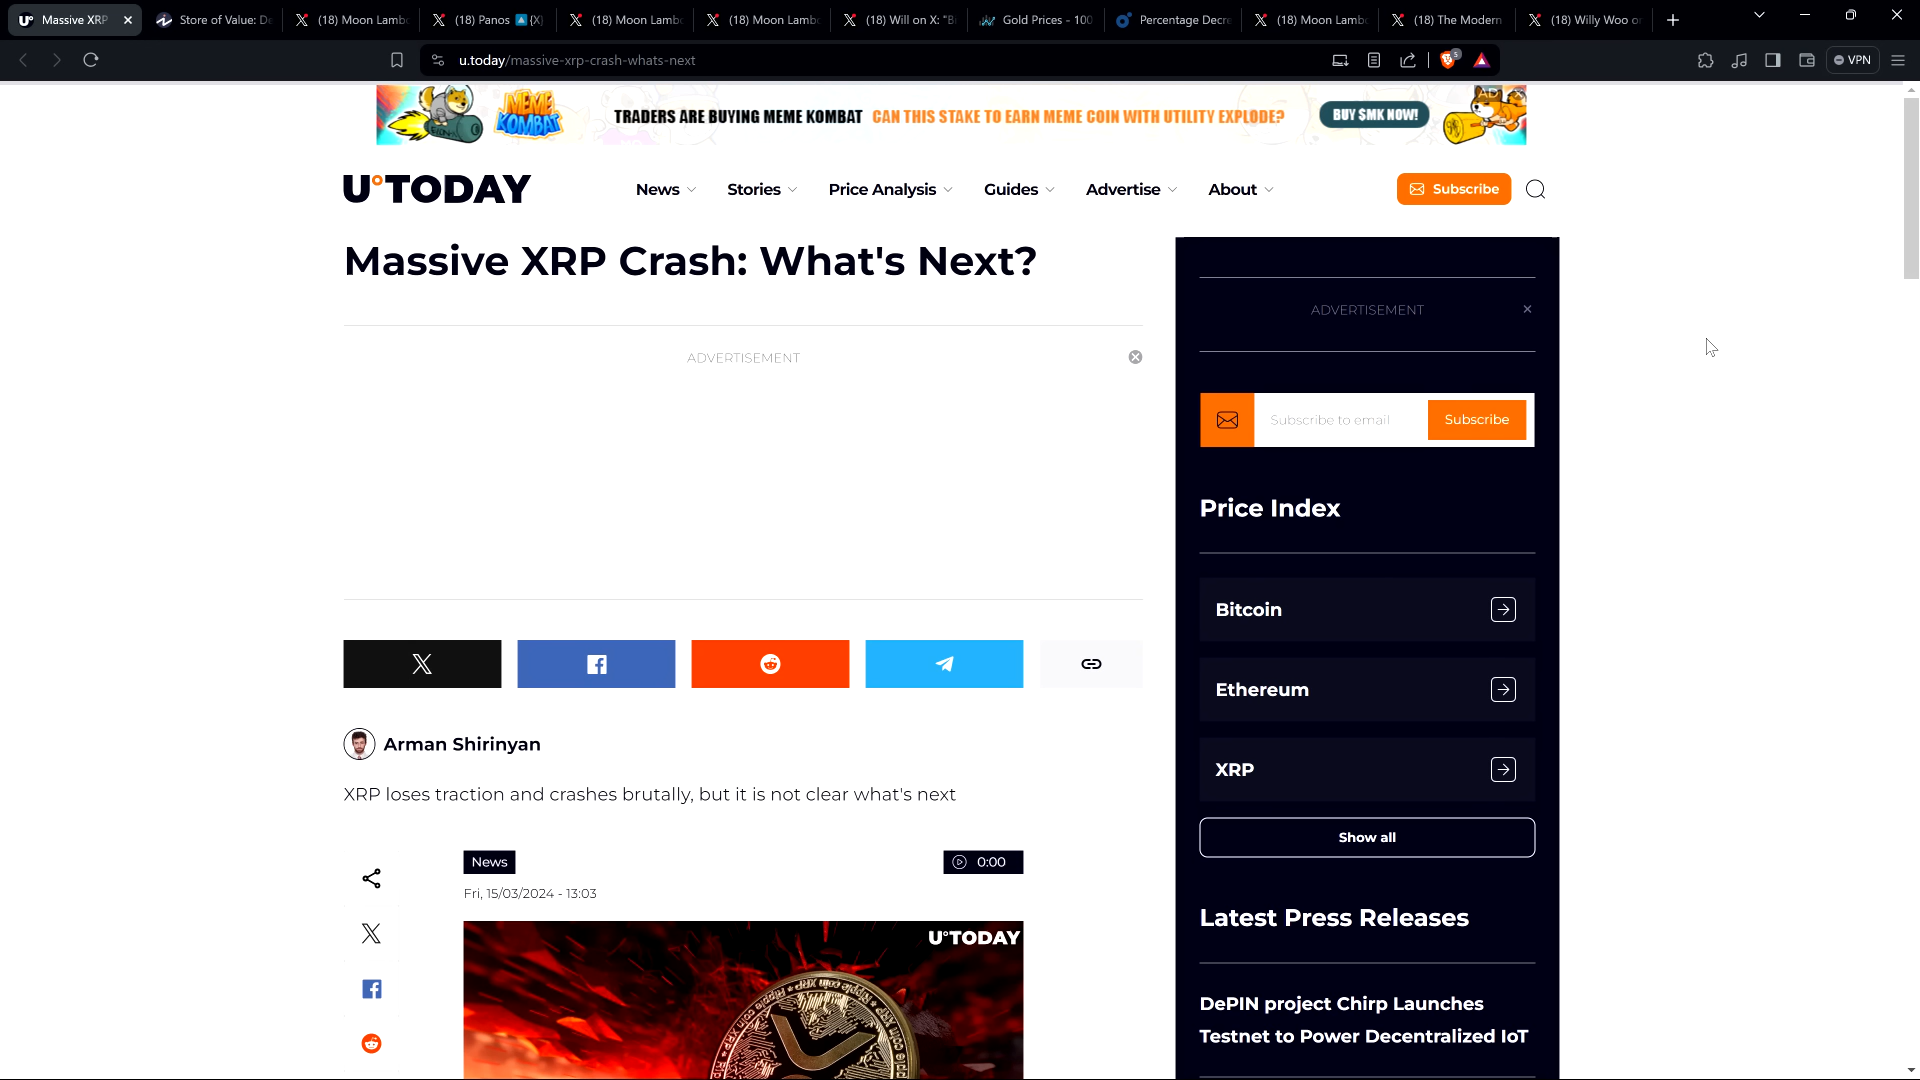 Massive XRP
Store of Value: De
(18) Moon Lambo
(18) Panos (X)
(18) Moon Lambo
(18) Moon Lambo
(18) Will on X: "Bi
Gold Prices - 100
Percentage Decre
(18) Moon Lambo
(18) The Modern
(18) Willy Woo on
u.today/massive-xrp-crash-whats-next
5
VPN
MEME KOMBAT
TRADERS ARE BUYING MEME KOMBAT CAN THIS STAKE TO EARN MEME COIN WITH UTILITY EXPLODE?
BUY $MK NOW!
AD
U°TODAY
News
Stories
Price Analysis
Guides
Advertise
About
Subscribe
Massive XRP Crash: What's Next?
ADVERTISEMENT
Arman Shirinyan
XRP loses traction and crashes brutally, but it is not clear what's next
News
0:00
Fri, 15/03/2024 - 13:03
U°TODAY
ADVERTISEMENT
Subscribe to email
Subscribe
Price Index
Bitcoin
Ethereum
XRP
Show all
Latest Press Releases
DePIN project Chirp Launches
Testnet to Power Decentralized IoT